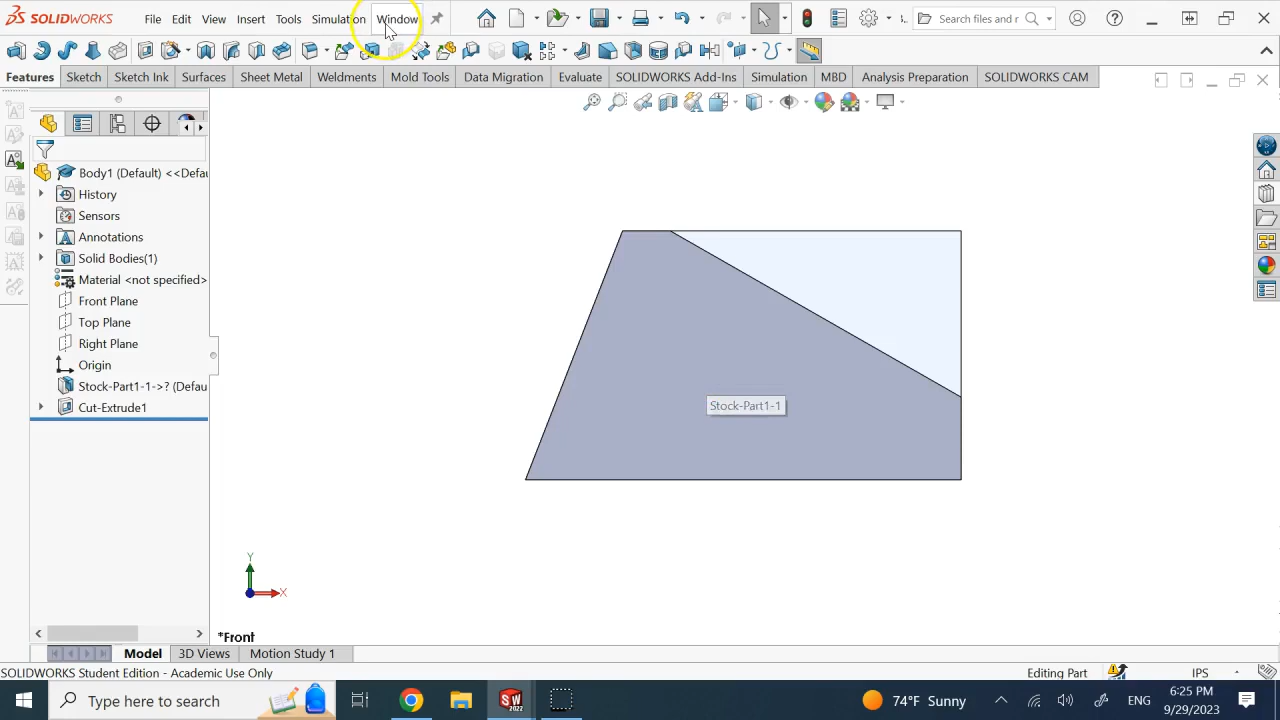 SOLIDWORKS File Edit View Insert Tools Simulation Window Search files and r
Features Sketch Sketch Ink Surfaces Sheet Metal Weldments Mold Tools Data Migration Evaluate SOLIDWORKS Add-Ins Simulation MBD Analysis Preparation SOLIDWORKS CAM
Body1 (Default) <<Defau
History
Sensors
Annotations
Solid Bodies(1)
Material <not specified>
Front Plane
Top Plane
Right Plane
Origin
Stock-Part1-1->? (Defau
Cut-Extrude1
Stock-Part1-1
Y
X
*Front
Model 3D Views Motion Study 1
SOLIDWORKS Student Edition - Academic Use Only Editing Part IPS
Type here to search SW 2022 74°F Sunny ENG 6:25 PM
9/29/2023